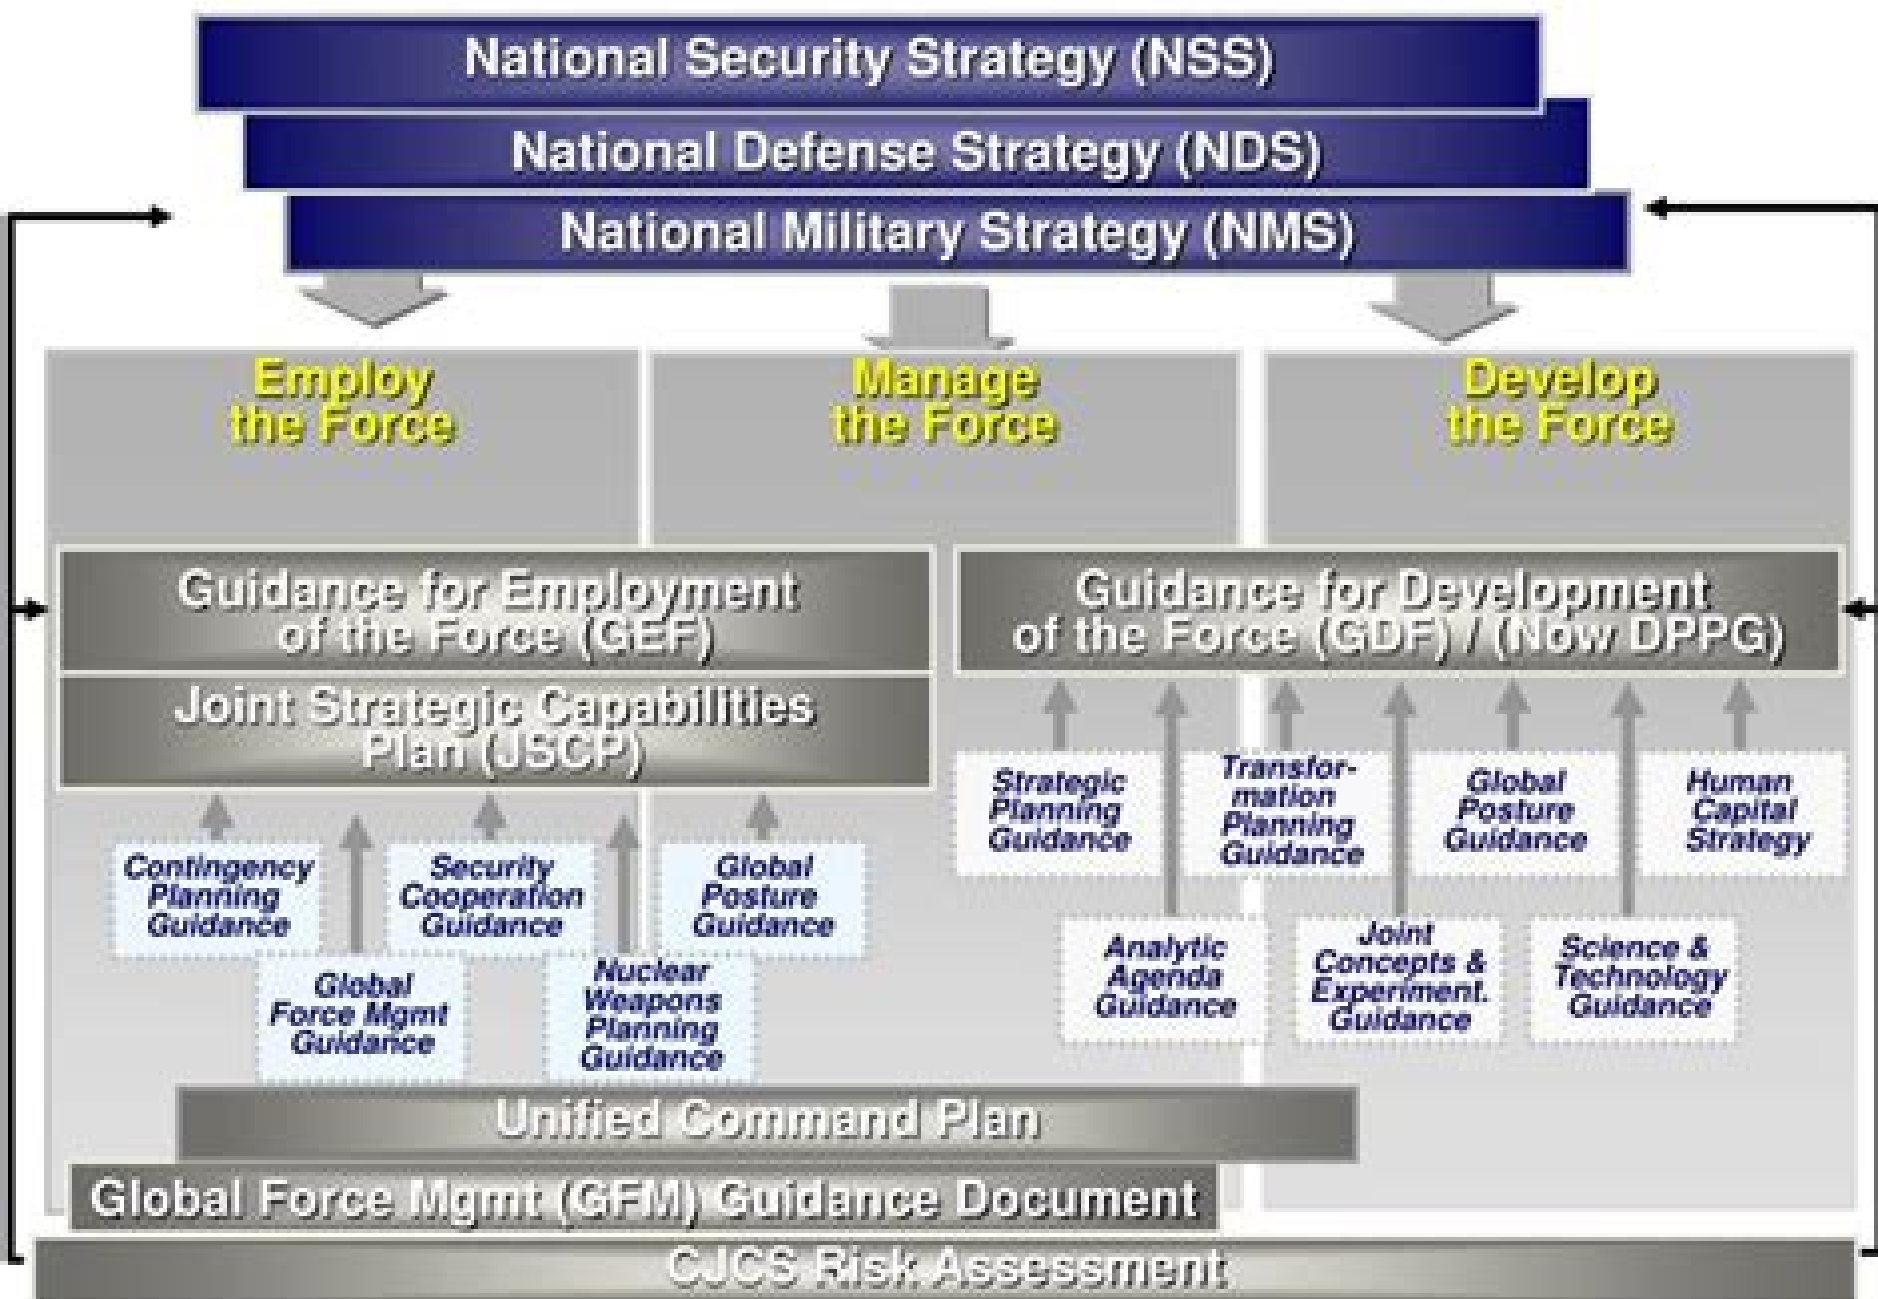 National Security Strategy (NSS)
National Defense Strategy (NDS)
National Military Strategy (NMS)
Employ
the Force
Manage
the Force
Develop
the Force
Guidance for Employment
of the Force (GEF)
Guidance for Development
of the Force (GDF) / (Now DPPG)
Joint Strategic Capabilities
Plan (JSCP)
Strategic
Planning
Guidance
Transfor-
mation
Planning
Guidance
Global
Posture
Guidance
Human
Capital
Strategy
Contingency
Planning
Guidance
Security
Cooperation
Guidance
Global
Posture
Guidance
Analytic
Agenda
Guidance
Joint
Concepts &
Experiment.
Guidance
Science &
Technology
Guidance
Global
Force Mgmt
Guidance
Nuclear
Weapons
Planning
Guidance
Unified Command Plan
Global Force Mgmt (GFM) Guidance Document
CJCS Risk Assessment